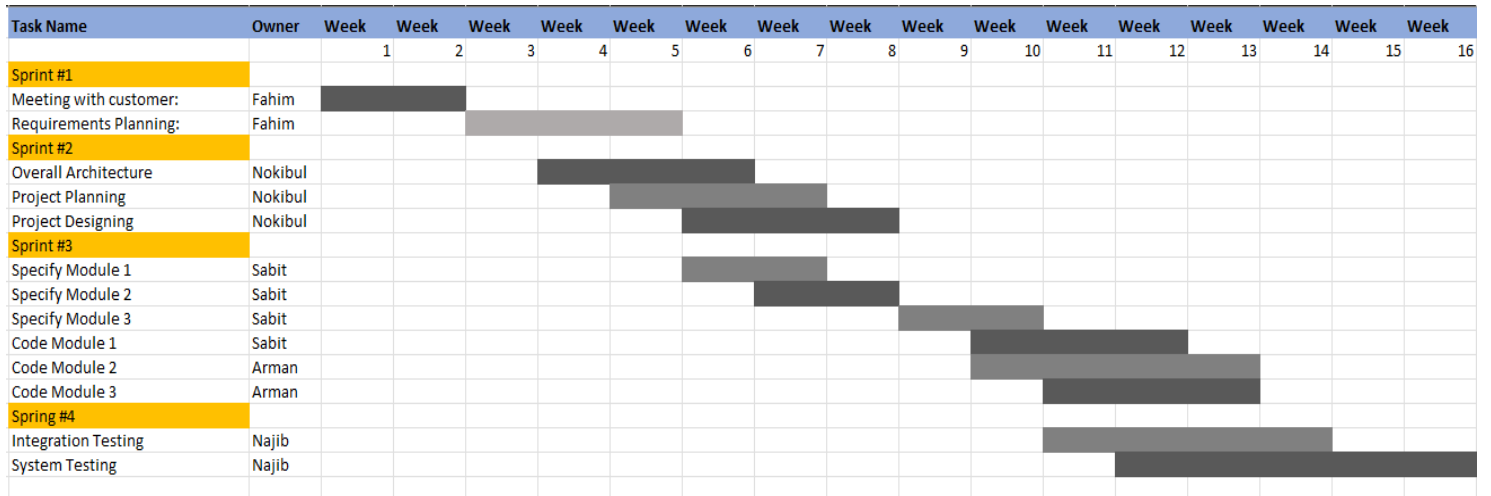 Task Name Owner Week Week Week Week Week Week Week Week Week Week Week Week Week Week Week Week
1 2 3 4 5 6 7 8 9 10 11 12 13 14 15 16
Sprint #1
Meeting with customer: Fahim
Requirements Planning: Fahim
Sprint #2
Overall Architecture Nokibul
Project Planning Nokibul
Project Designing Nokibul
Sprint #3
Specify Module 1 Sabit
Specify Module 2 Sabit
Specify Module 3 Sabit
Code Module 1 Sabit
Code Module 2 Arman
Code Module 3 Arman
Spring #4
Integration Testing Najib
System Testing Najib